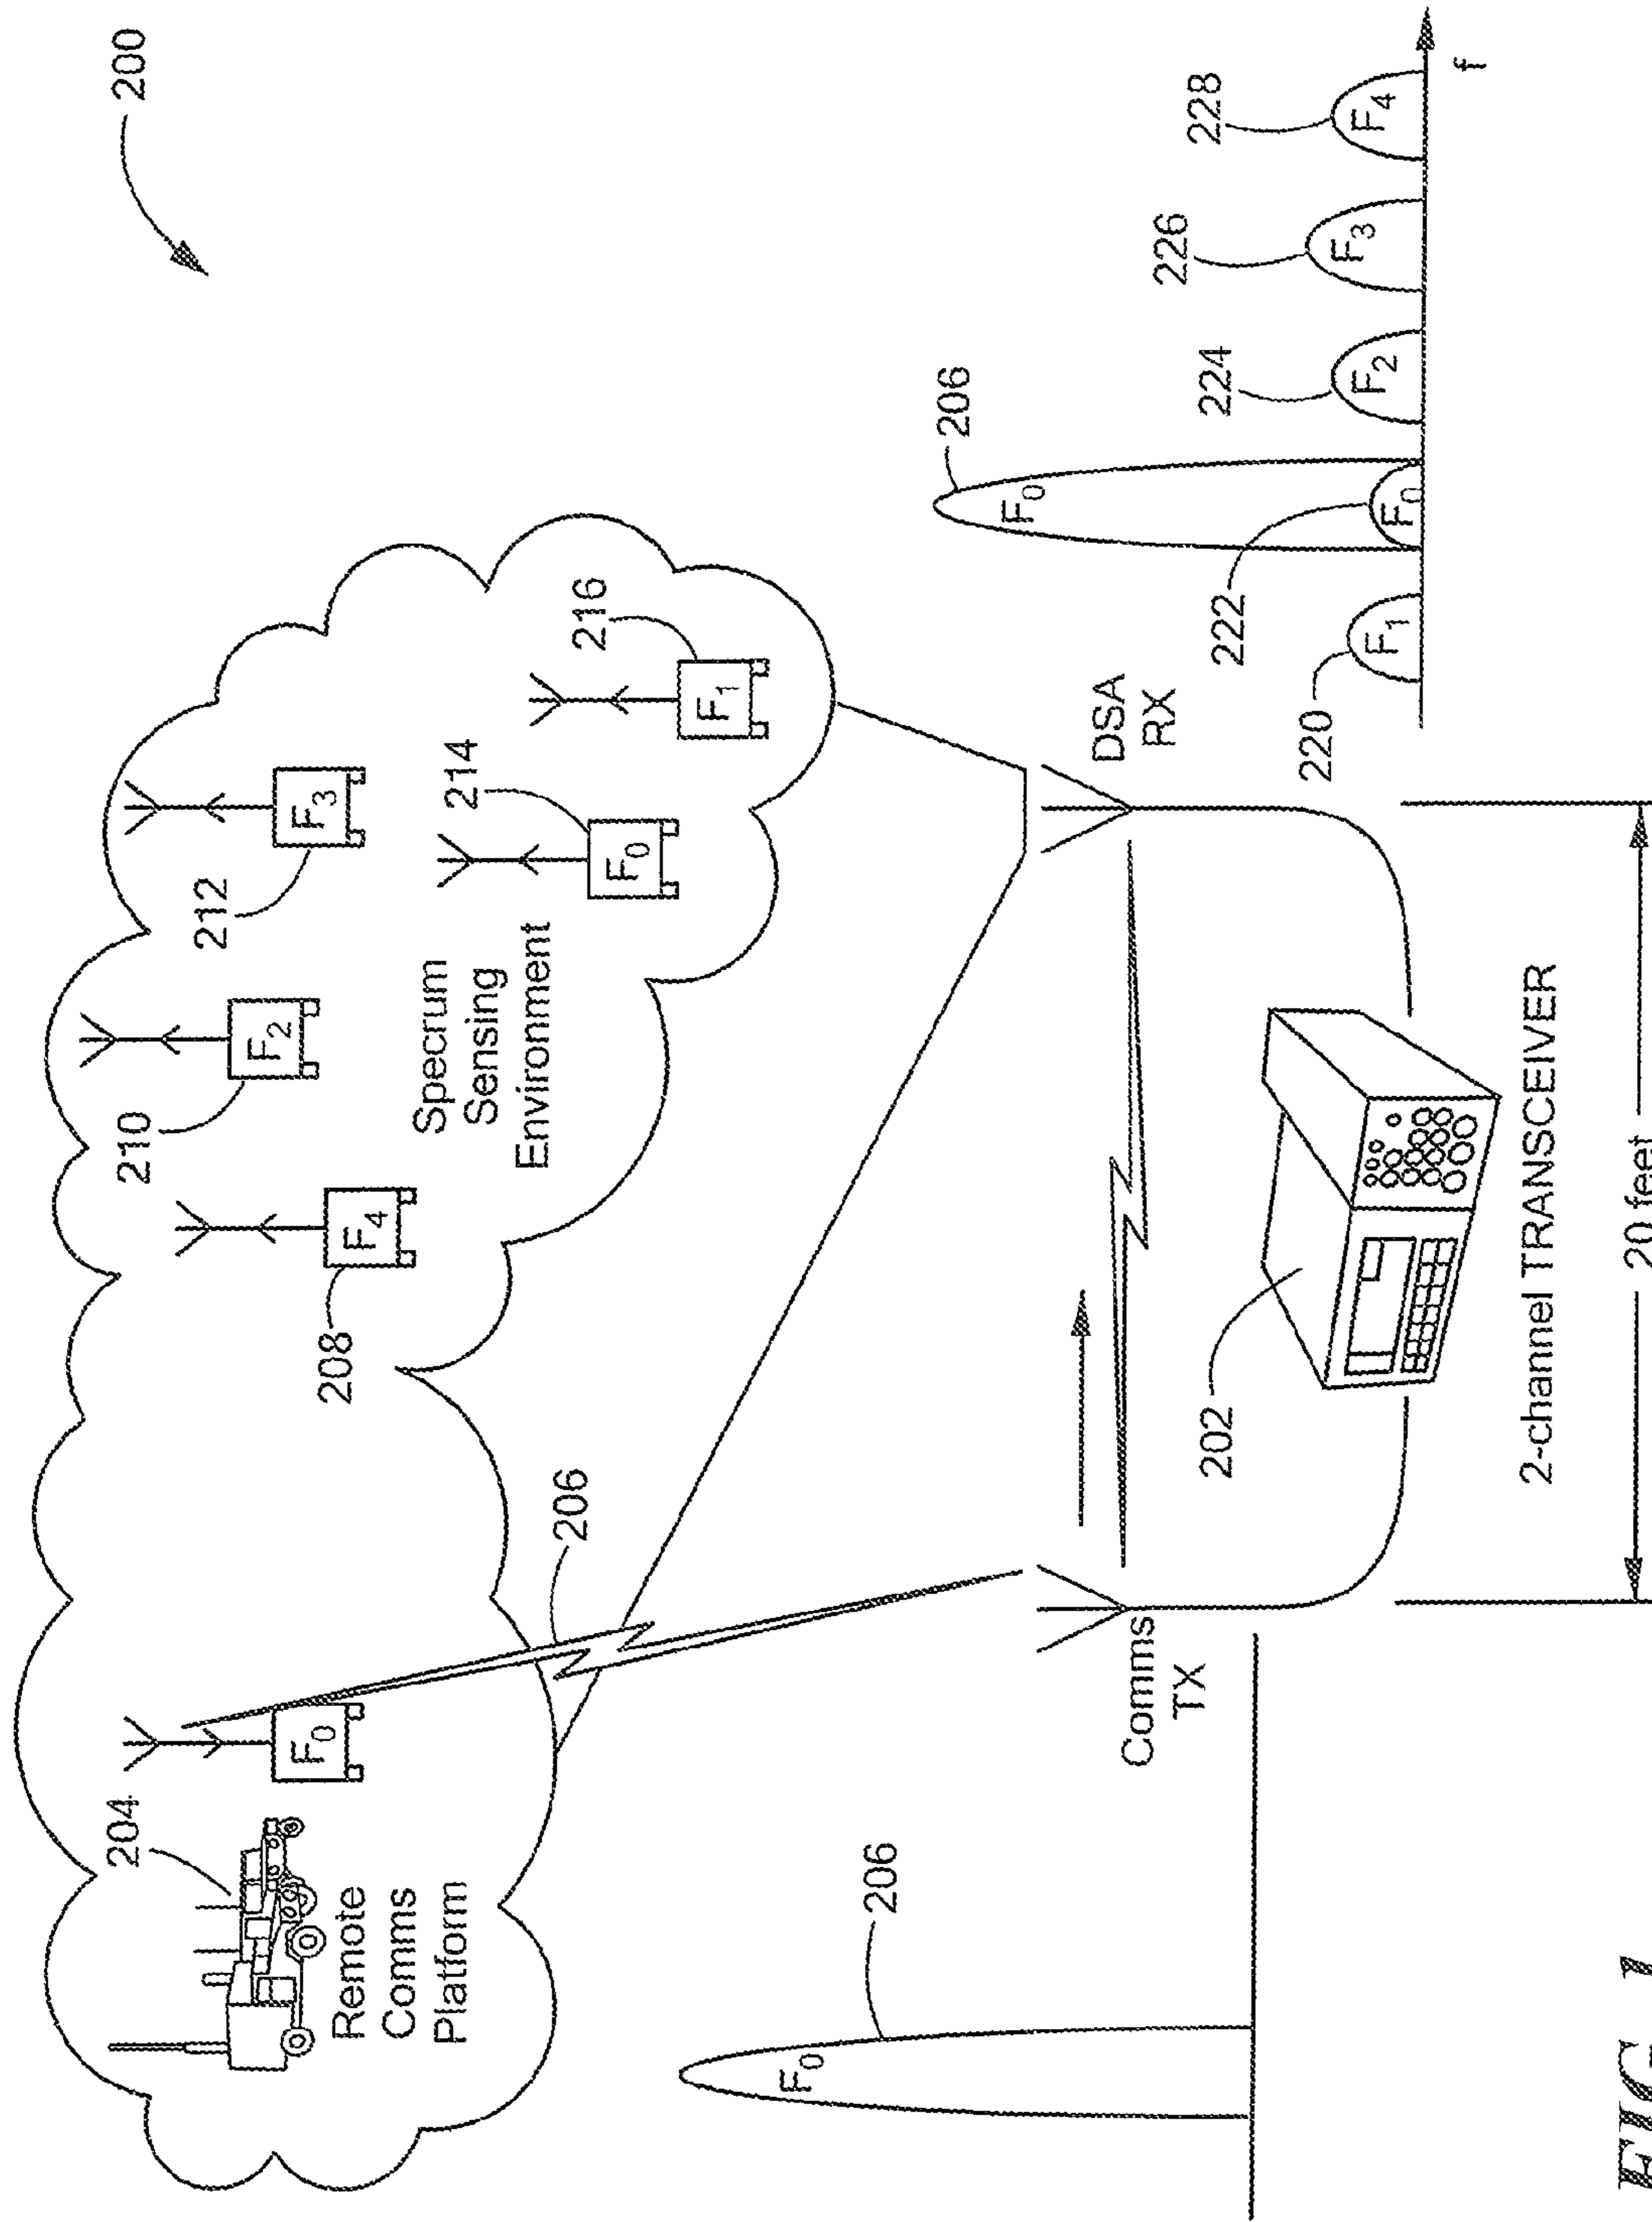 200
204
Remote
Comms
Platform
F0
206
208
F4
210
F2
212
F3
Specrum
Sensing
Environment
214
F0
216
F1
206
F0
Comms
TX
202
2-channel TRANSCEIVER
20 feet
DSA
RX
206
F0
220
F1
222
F0
224
F2
226
F3
228
F4
f
FIG. 1